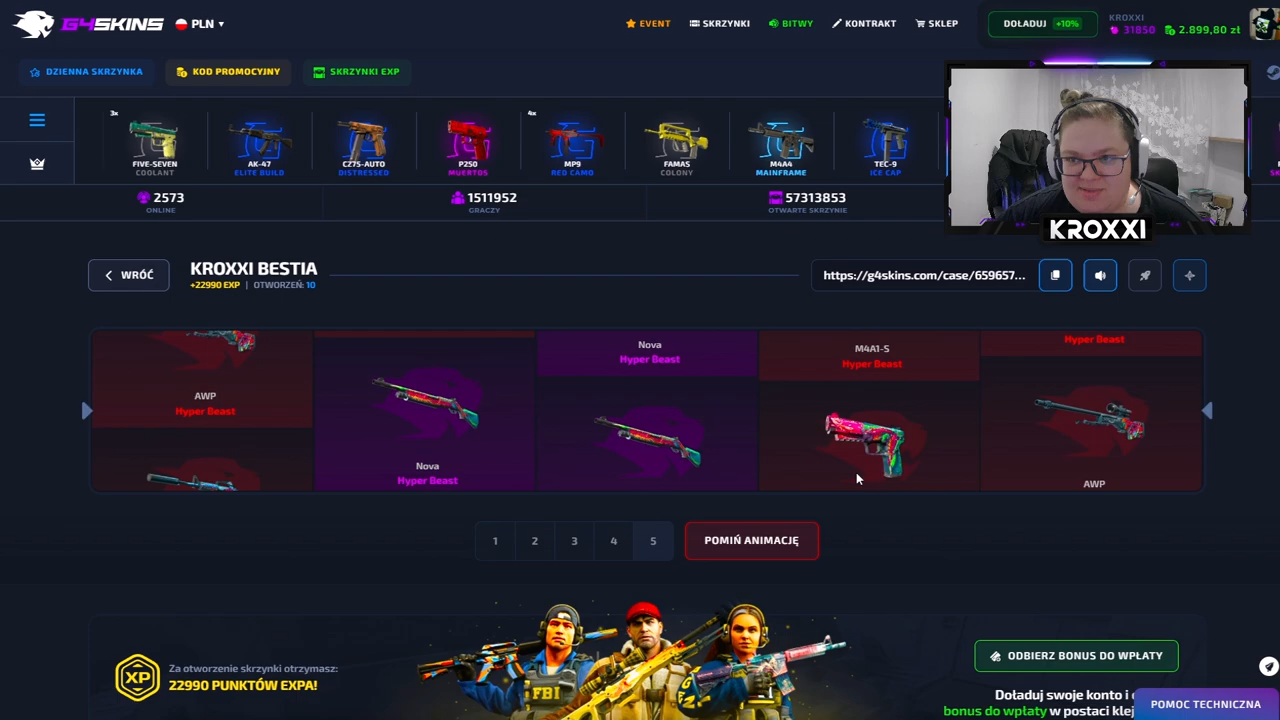 G4SKINS
PLN
EVENT
SKRZYNKI
BITWY
KONTRAKT
SKLEP
DOŁADUJ +10%
KROXXI
31850
2.899,80 zł
DZIENNA SKRZYNKA
KOD PROMOCYJNY
SKRZYNKI EXP
3x
FIVE-SEVEN
COOLANT
AK-47
ELITE BUILD
CZ75-AUTO
DISTRESSED
P250
MUERTOS
4x
MP9
RED CAMO
FAMAS
COLONY
M4A4
MAINFRAME
TEC-9
ICE CAP
2573
ONLINE
1511952
GRACZY
57313853
OTWARTE SKRZYNIE
KROXXI
WRÓĆ
KROXXI BESTIA
+22990 EXP | OTWORZEŃ: 10
https://g4skins.com/case/659657...
AWP
Hyper Beast
Nova
Hyper Beast
Nova
Hyper Beast
M4A1-S
Hyper Beast
Hyper Beast
AWP
1 2 3 4 5
POMIŃ ANIMACJĘ
XP
Za otworzenie skrzynki otrzymasz:
22990 PUNKTÓW EXPA!
FBI
ODBIERZ BONUS DO WPŁATY
Doładuj swoje konto i
bonus do wpłaty w postaci
POMOC TECHNICZNA